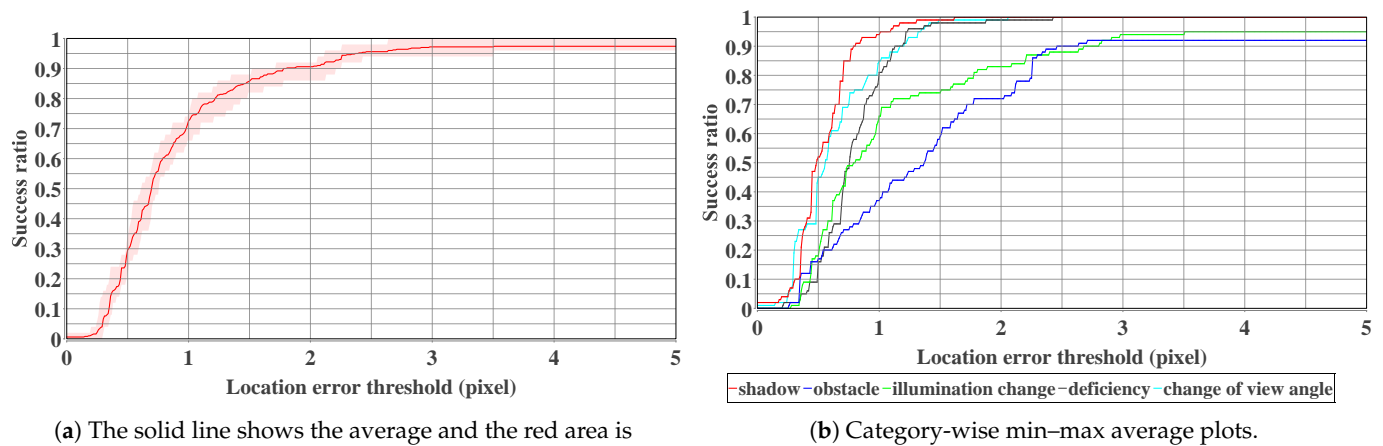 1
0.9
0.8
0.7
0.6
0.5
0.4
0.3
0.2
0.1
0
Success ratio
0 1 2 3 4 5
Location error threshold (pixel)
(a) The solid line shows the average and the red area is
1
0.9
0.8
0.7
0.6
0.5
0.4
0.3
0.2
0.1
0
Success ratio
0 1 2 3 4 5
Location error threshold (pixel)
shadow obstacle illumination change deficiency change of view angle
(b) Category-wise min–max average plots.